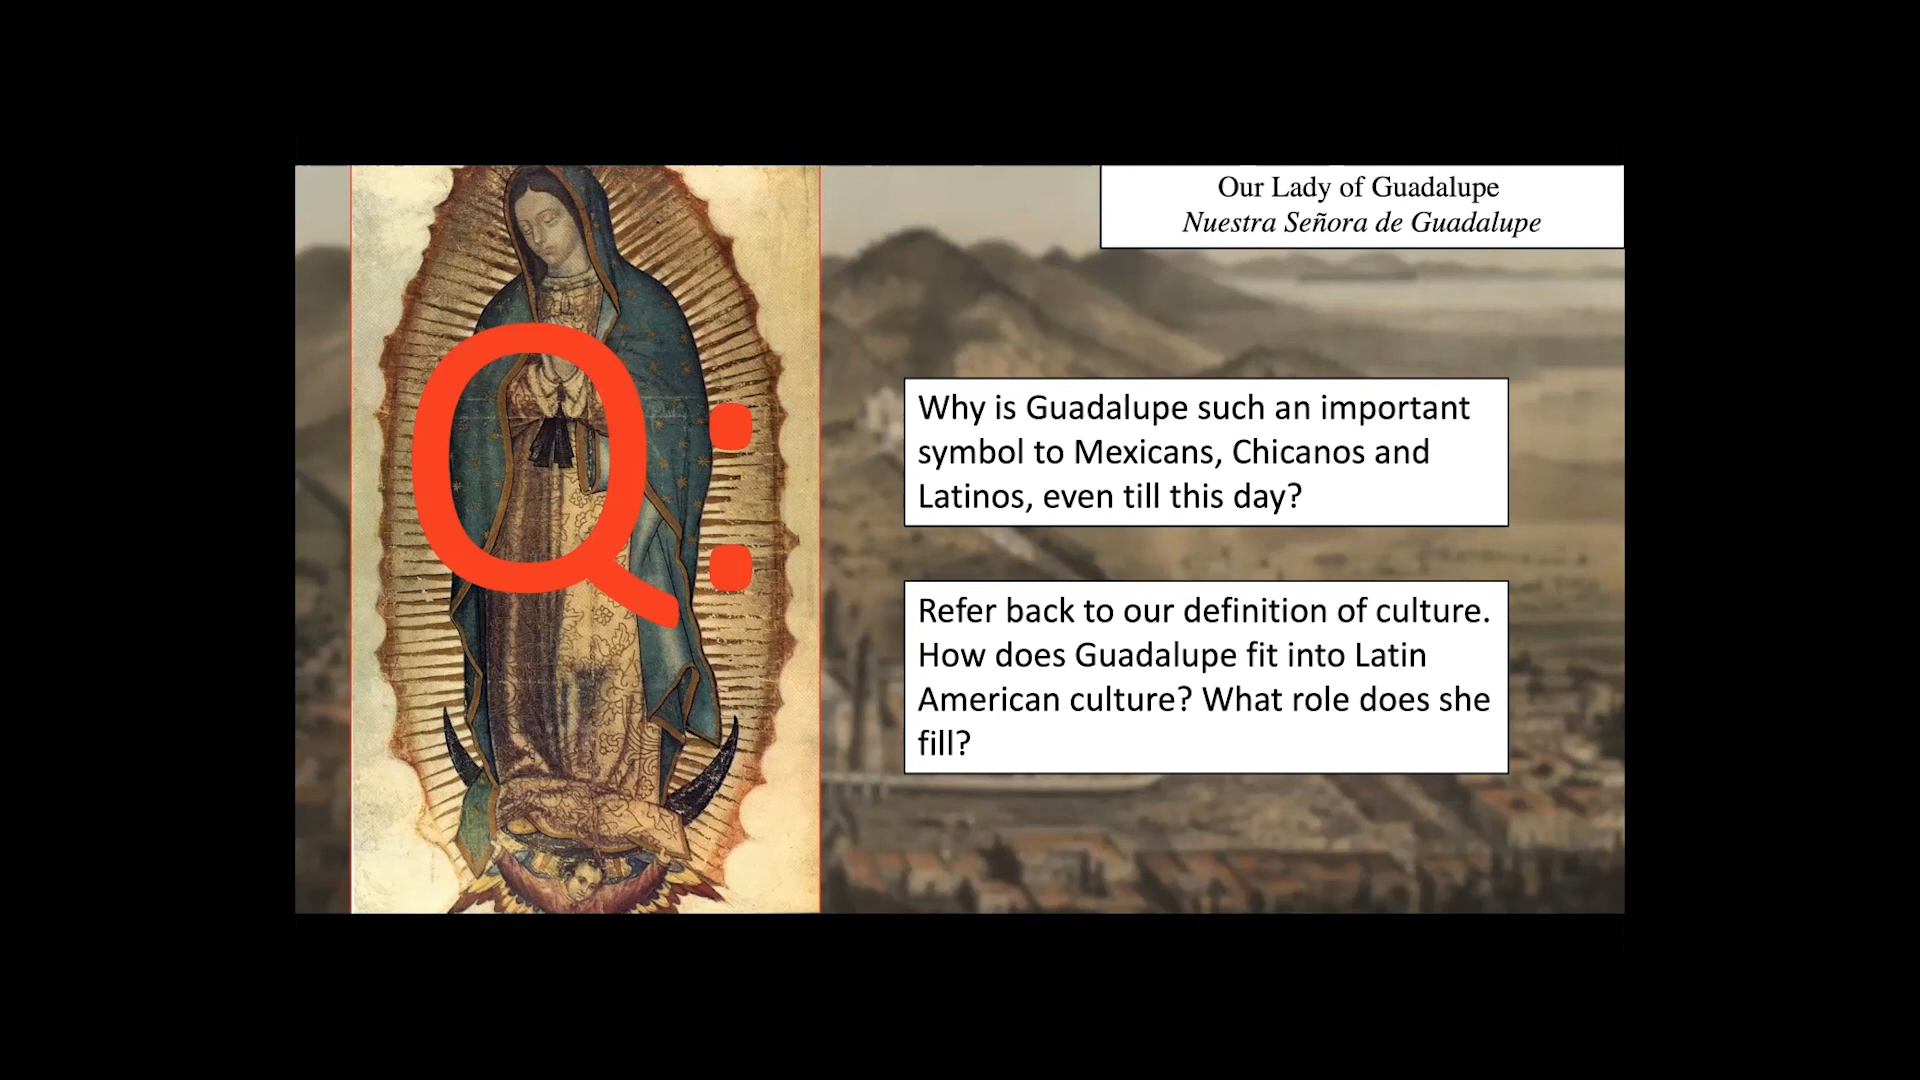 Our Lady of Guadalupe
Nuestra Señora de Guadalupe
Q:
Why is Guadalupe such an important
symbol to Mexicans, Chicanos and
Latinos, even till this day?
Refer back to our definition of culture.
How does Guadalupe fit into Latin
American culture? What role does she
fill?